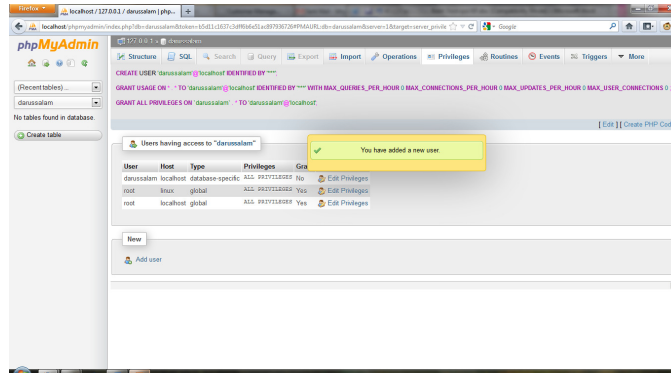 Firefox
localhost / 127.0.0.1 / darussalam | php...
localhost/phpmyadmin/index.php?db=darussalam&token=
Google
phpMyAdmin
(Recent tables) ...
darussalam
No tables found in database.
Create table
127.0.0.1 » darussalam
Structure SQL Search Query Export Import Operations Privileges Routines Events Triggers More
CREATE USER 'darussalam'@'localhost' IDENTIFIED BY '***';
GRANT USAGE ON * . * TO 'darussalam'@'localhost' IDENTIFIED BY '***' WITH MAX_QUERIES_PER_HOUR 0 MAX_CONNECTIONS_PER_HOUR 0 MAX_UPDATES_PER_HOUR 0 MAX_USER_CONNECTIONS 0 ;
GRANT ALL PRIVILEGES ON `darussalam` . * TO 'darussalam'@'localhost';
[ Edit ] [ Create PHP Cod
Users having access to "darussalam"
You have added a new user.
User Host Type Privileges Gra
darussalam localhost database-specific ALL PRIVILEGES No Edit Privileges
root linux global ALL PRIVILEGES Yes Edit Privileges
root localhost global ALL PRIVILEGES Yes Edit Privileges
New
Add user